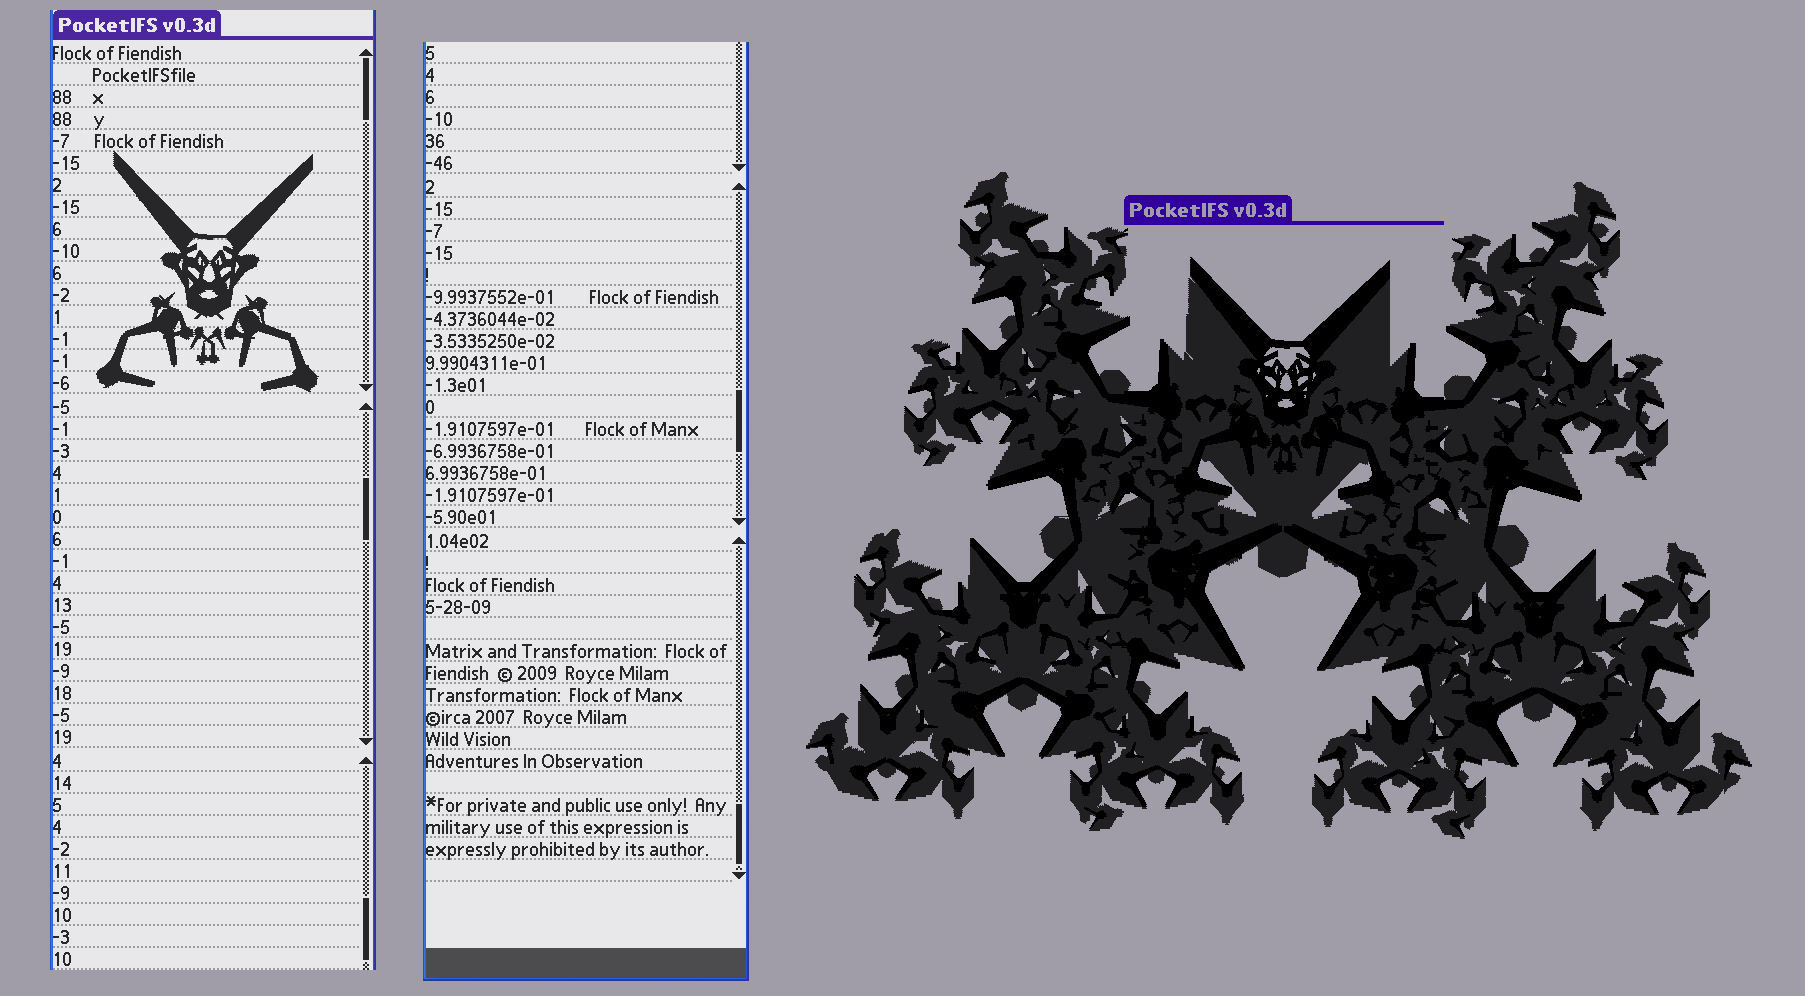 PocketIFS v0.3d
Flock of Fiendish
PocketIFSfile
88 x
88 y
-7 Flock of Fiendish
-15
2
-15
6
-10
6
-2
1
-1
-1
-6
-5
-1
-3
4
1
0
6
-1
4
13
-5
19
-9
18
-5
19
4
14
5
4
-2
11
-9
10
-3
10
5
4
6
-10
36
-46
2
-15
-7
-15
!
-9.9937552e-01 Flock of Fiendish
-4.3736044e-02
-3.5335250e-02
9.9904311e-01
-1.3e01
0
-1.9107597e-01 Flock of Manx
-6.9936758e-01
6.9936758e-01
-1.9107597e-01
-5.90e01
1.04e02
!
Flock of Fiendish
5-28-09
Matrix and Transformation: Flock of
Fiendish © 2009 Royce Milam
Transformation: Flock of Manx
©irca 2007 Royce Milam
Wild Vision
Adventures In Observation
*For private and public use only! Any
military use of this expression is
expressly prohibited by its author.
PocketIFS v0.3d